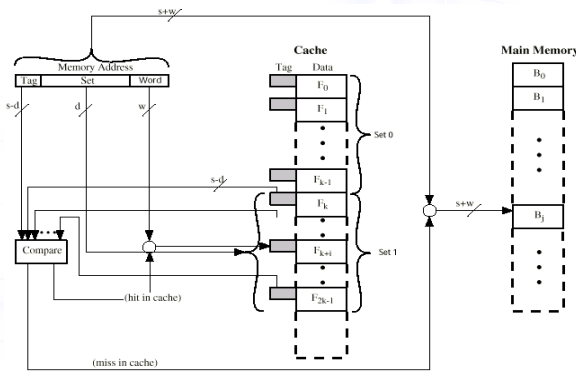 s+w
Cache
Main Memory
Memory Address
Tag Data
Tag Set Word
B0
F0
B1
s-d d w
F1
Set 0
s-d
Fk-1
Fk
s+w
Bj
Compare
Fk+i
Set 1
(hit in cache)
F2k-1
(miss in cache)